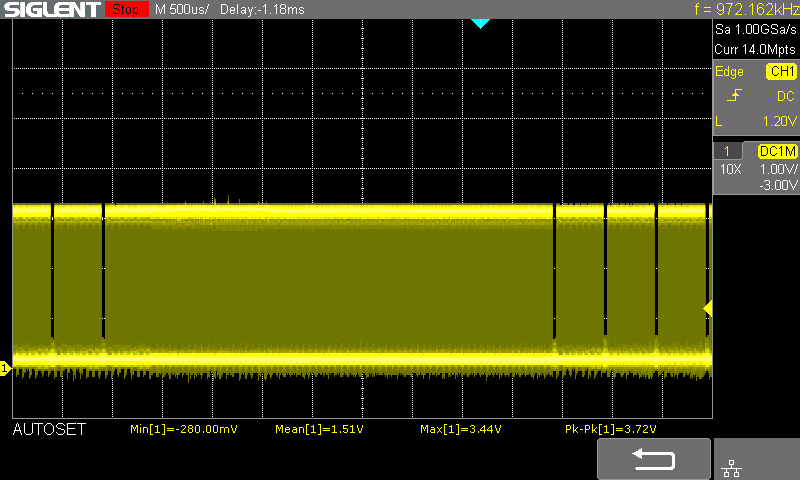 SIGLENT Stop M 500us/ Delay:-1.18ms f = 972.162kHz
Sa 1.00GSa/s
Curr 14.0Mpts
Edge CH1
DC
L 1.20V
1 DC1M
10X 1.00V/
-3.00V
1
AUTOSET Min[1]=-280.00mV Mean[1]=1.51V Max[1]=3.44V Pk-Pk[1]=3.72V